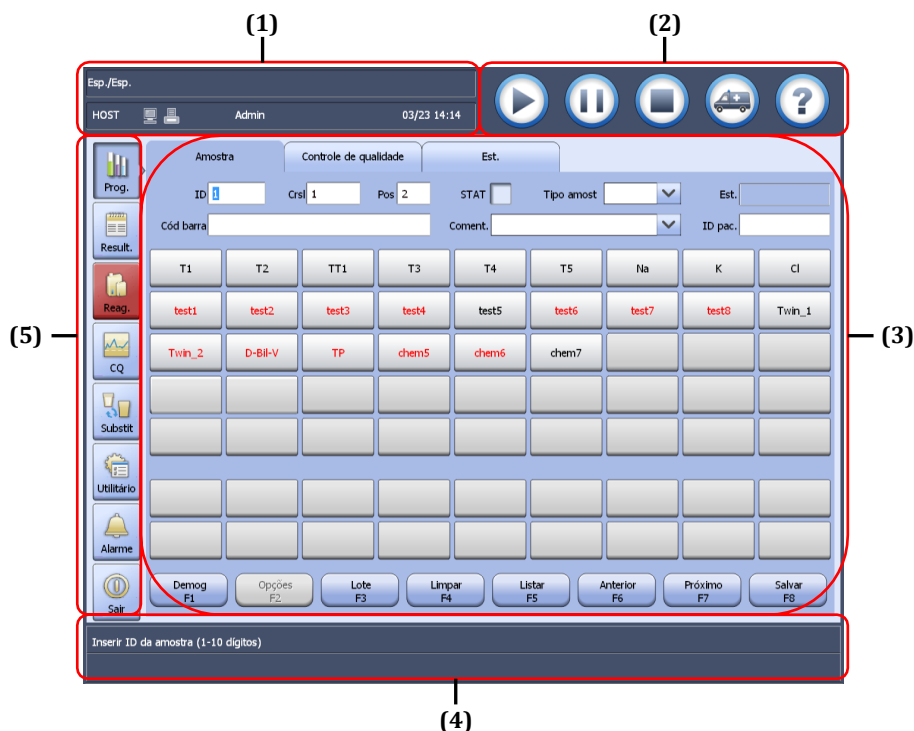 (1)
(2)
Esp./Esp.
HOST Admin 03/23 14:14
?
Amostra Controle de qualidade Est.
Prog.
ID 1 Crsl 1 Pos 2 STAT Tipo amost Est.
Cód barra Coment. ID pac.
Result.
T1 T2 TT1 T3 T4 T5 Na K Cl
Reag.
test1 test2 test3 test4 test5 test6 test7 test8 Twin_1
(5)
(3)
Twin_2 D-Bil-V TP chem5 chem6 chem7
CQ
Substit
Utilitário
Alarme
Demog Opções Lote Limpar Listar Anterior Próximo Salvar
F1 F2 F3 F4 F5 F6 F7 F8
Sair
Inserir ID da amostra (1-10 dígitos)
(4)